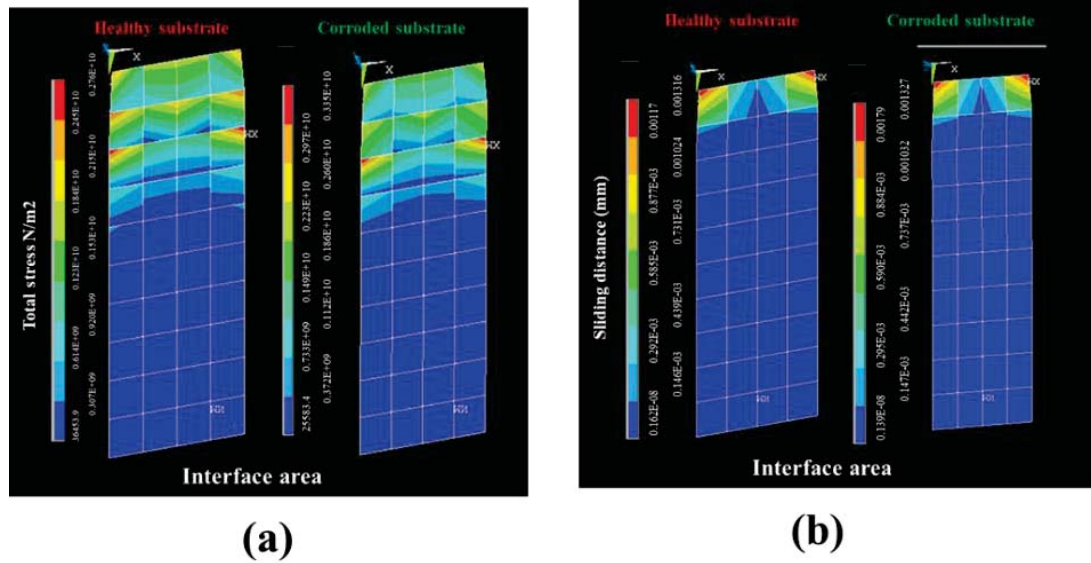 Healthy substrate
Corroded substrate
X
X
Total stress N/m2
0.276E+10
0.245E+10
0.215E+10
0.184E+10
0.153E+10
0.123E+10
0.920E+09
0.614E+09
0.307E+09
36453.9
0.335E+10
0.297E+10
0.260E+10
0.223E+10
0.186E+10
0.149E+10
0.112E+10
0.733E+09
0.372E+09
25583.4
Interface area
(a)
Healthy substrate
Corroded substrate
X
X
Sliding distance (mm)
0.001316
0.00117
0.001024
0.877E-03
0.731E-03
0.585E-03
0.439E-03
0.292E-03
0.146E-03
0.162E-08
0.001327
0.00179
0.001032
0.884E-03
0.737E-03
0.590E-03
0.442E-03
0.295E-03
0.147E-03
0.139E-08
Interface area
(b)